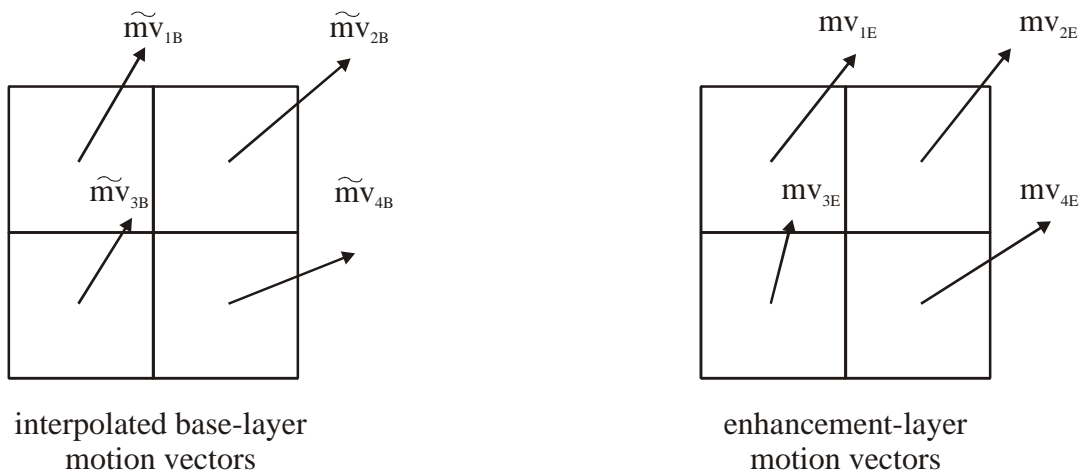 m̃v₁B m̃v₂B mv₁E mv₂E
m̃v₃B m̃v₄B mv₃E mv₄E
interpolated base-layer
motion vectors
enhancement-layer
motion vectors